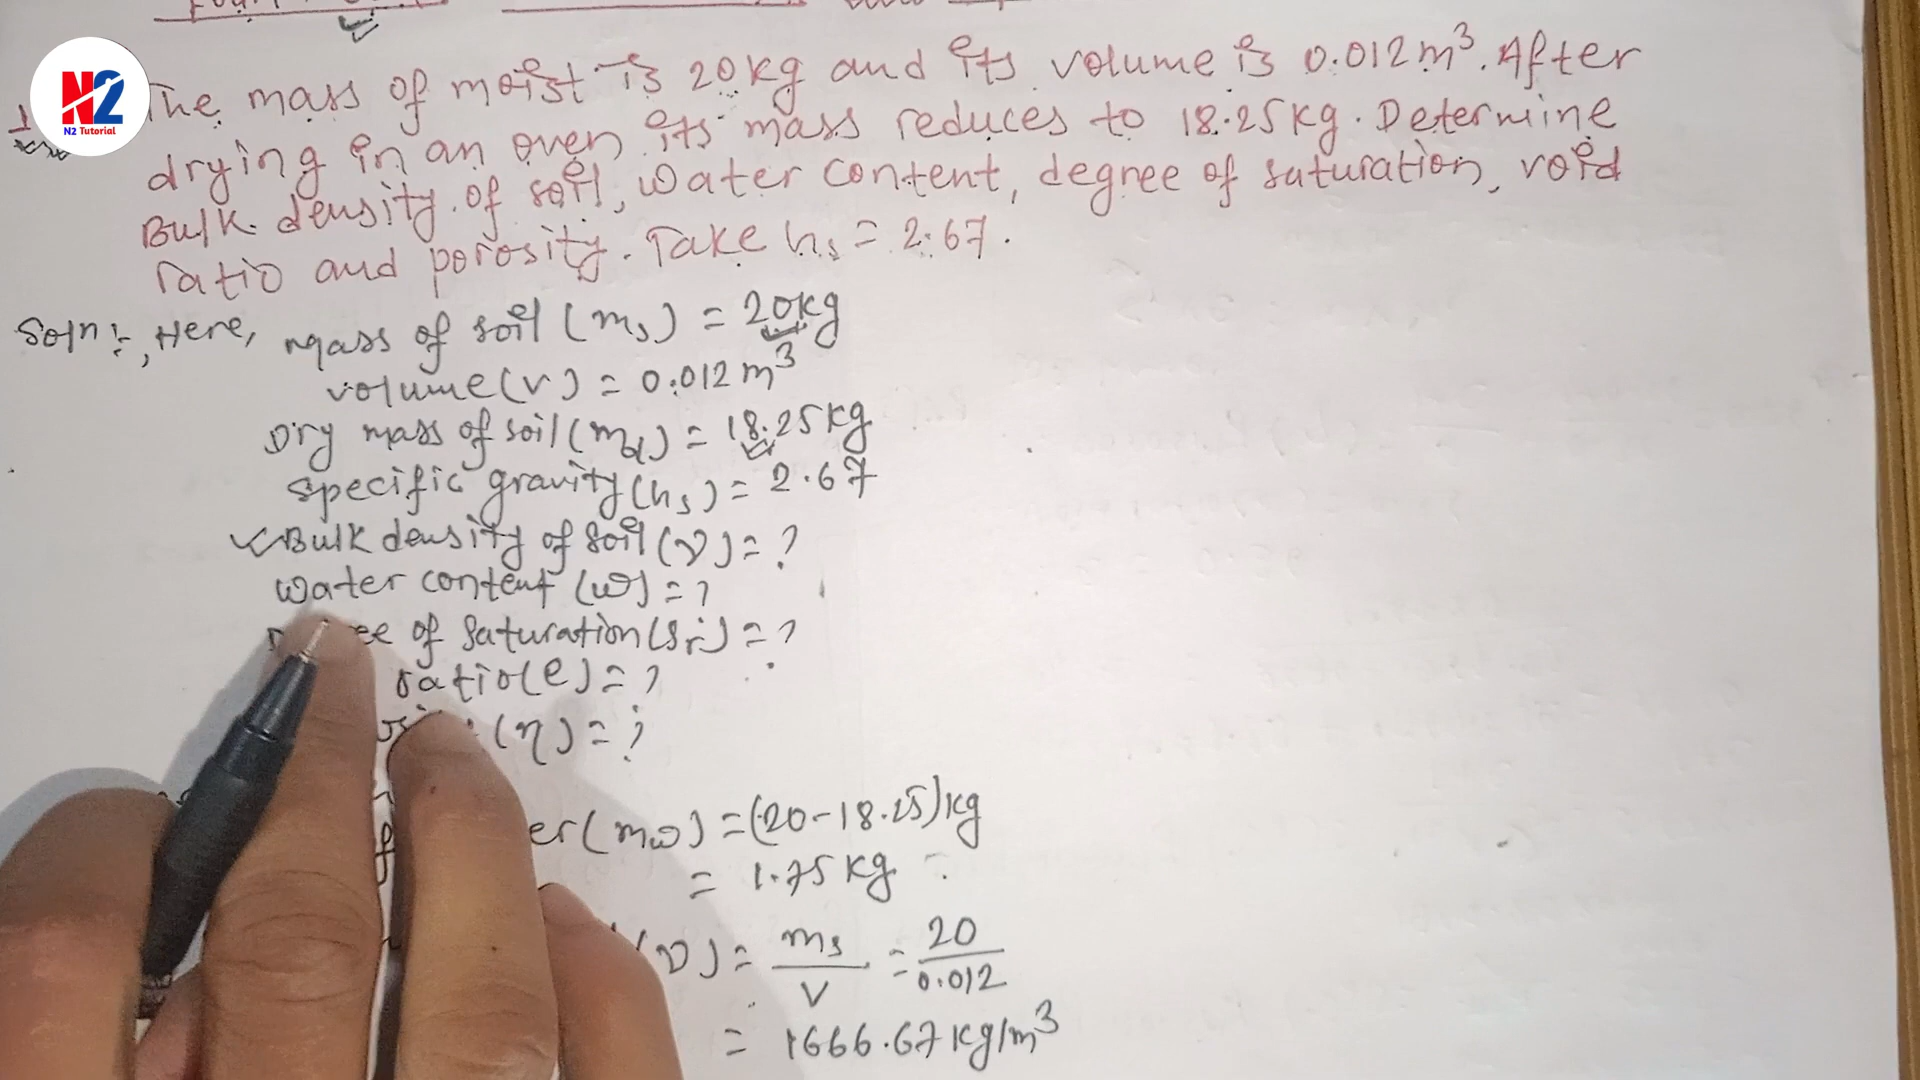 N2
N2 Tutorial
1
The mass of moist is 20kg and its volume is 0.012m³. After
drying in an oven its mass reduces to 18.25kg. Determine
Bulk density of soil, water content, degree of saturation, void
ratio and porosity. Take hs = 2.67.
Soln:-, Here, mass of soil (ms) = 20kg
volume (v) = 0.012 m³
Dry mass of soil (md) = 18.25kg
specific gravity (hs) = 2.67
Bulk density of soil (γ) = ?
water content (w) = ?
of saturation (Sr) = ?
ratio (e) = ?
(η) = ?
(mω) = (20-18.25)kg
= 1.75 kg
(γ) = ms/V = 20/0.012
= 1666.67 kg/m³